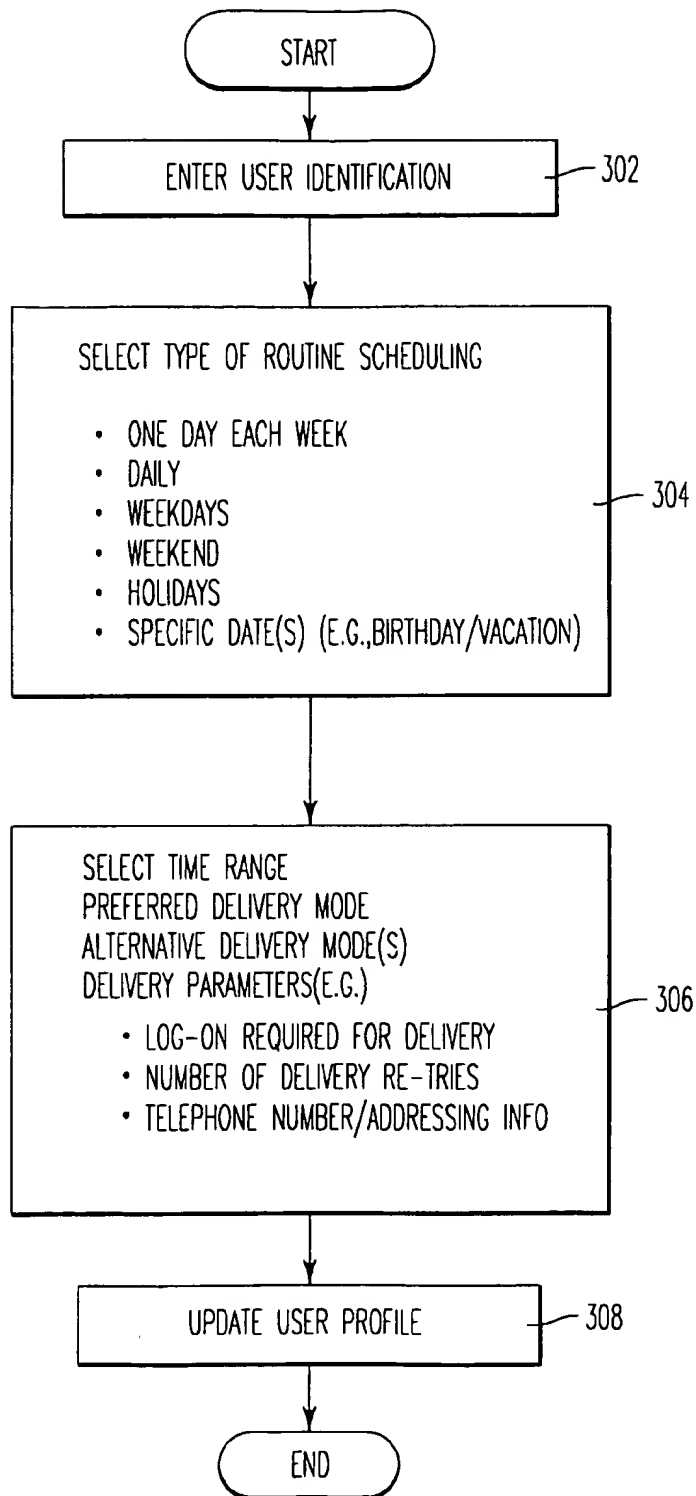 START
ENTER USER IDENTIFICATION
302
SELECT TYPE OF ROUTINE SCHEDULING
• ONE DAY EACH WEEK
• DAILY
• WEEKDAYS
• WEEKEND
• HOLIDAYS
• SPECIFIC DATE(S) (E.G.,BIRTHDAY/VACATION)
304
SELECT TIME RANGE
PREFERRED DELIVERY MODE
ALTERNATIVE DELIVERY MODE(S)
DELIVERY PARAMETERS(E.G.)
• LOG-ON REQUIRED FOR DELIVERY
• NUMBER OF DELIVERY RE-TRIES
• TELEPHONE NUMBER/ADDRESSING INFO
306
UPDATE USER PROFILE
308
END